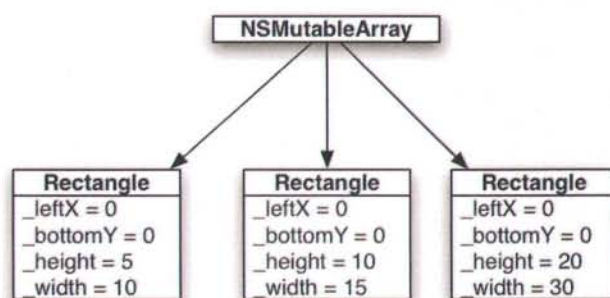 NSMutableArray
Rectangle
_leftX = 0
_bottomY = 0
_height = 5
_width = 10
Rectangle
_leftX = 0
_bottomY = 0
_height = 10
_width = 15
Rectangle
_leftX = 0
_bottomY = 0
_height = 20
_width = 30